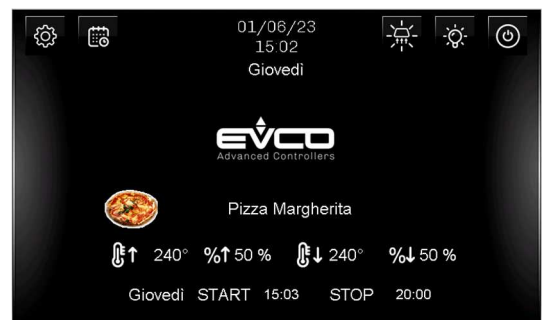 01/06/23
15:02
Giovedì
EVCO
Advanced Controllers
Pizza Margherita
↑ 240° %↑ 50 % ↓ 240° %↓ 50 %
Giovedì START 15:03 STOP 20:00